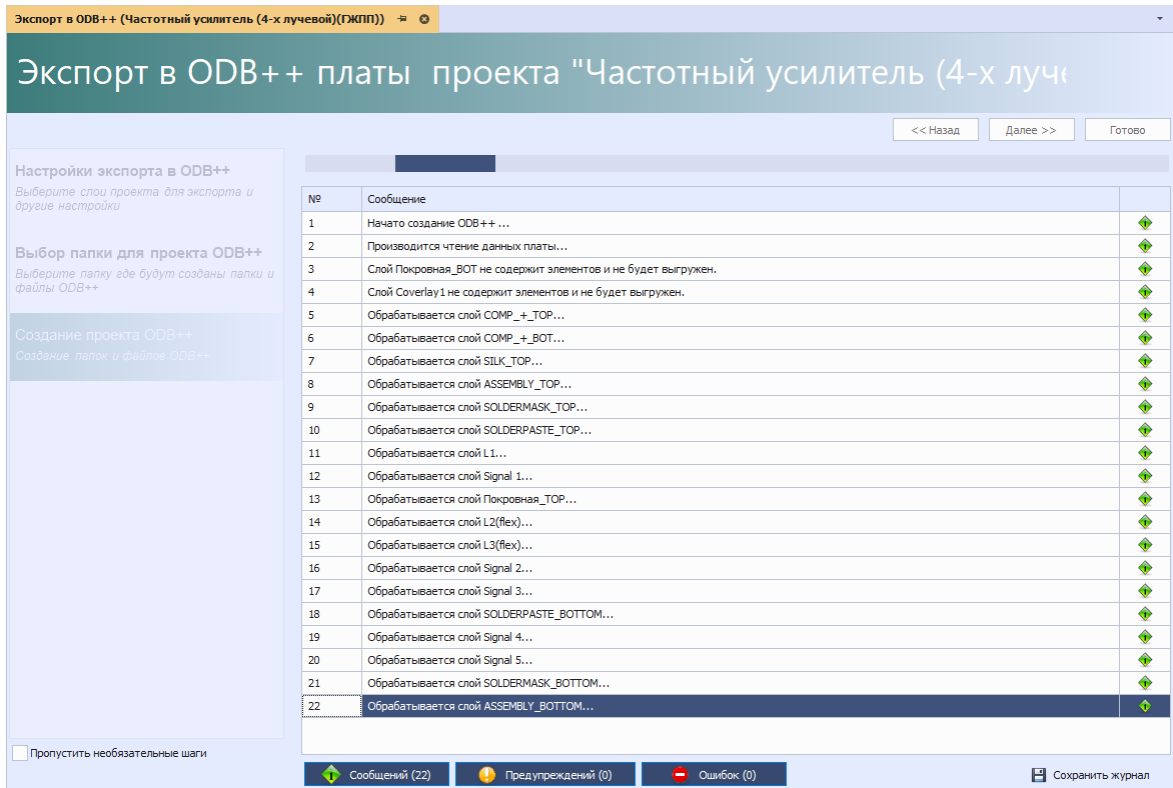 Экспорт в ODB++ (Частотный усилитель (4-х лучевой)(ГЖПП))
Экспорт в ODB++ платы проекта "Частотный усилитель (4-х луче
<< Назад Далее >> Готово
Настройки экспорта в ODB++
Выберите слои проекта для экспорта и
другие настройки
Выбор папки для проекта ODB++
Выберите папку где будут созданы папки и
файлы ODB++
Создание проекта ODB++
Создание папок и файлов ODB++
№ Сообщение
1 Начато создание ODB++ ...
2 Производится чтение данных платы...
3 Слой Покровная_BOT не содержит элементов и не будет выгружен.
4 Слой Coverlay1 не содержит элементов и не будет выгружен.
5 Обрабатывается слой COMP_+_TOP...
6 Обрабатывается слой COMP_+_BOT...
7 Обрабатывается слой SILK_TOP...
8 Обрабатывается слой ASSEMBLY_TOP...
9 Обрабатывается слой SOLDERMASK_TOP...
10 Обрабатывается слой SOLDERPASTE_TOP...
11 Обрабатывается слой L1...
12 Обрабатывается слой Signal 1...
13 Обрабатывается слой Покровная_TOP...
14 Обрабатывается слой L2(flex)...
15 Обрабатывается слой L3(flex)...
16 Обрабатывается слой Signal 2...
17 Обрабатывается слой Signal 3...
18 Обрабатывается слой SOLDERPASTE_BOTTOM...
19 Обрабатывается слой Signal 4...
20 Обрабатывается слой Signal 5...
21 Обрабатывается слой SOLDERMASK_BOTTOM...
22 Обрабатывается слой ASSEMBLY_BOTTOM...
Пропустить необязательные шаги
Сообщений (22) Предупреждений (0) Ошибок (0) Сохранить журнал